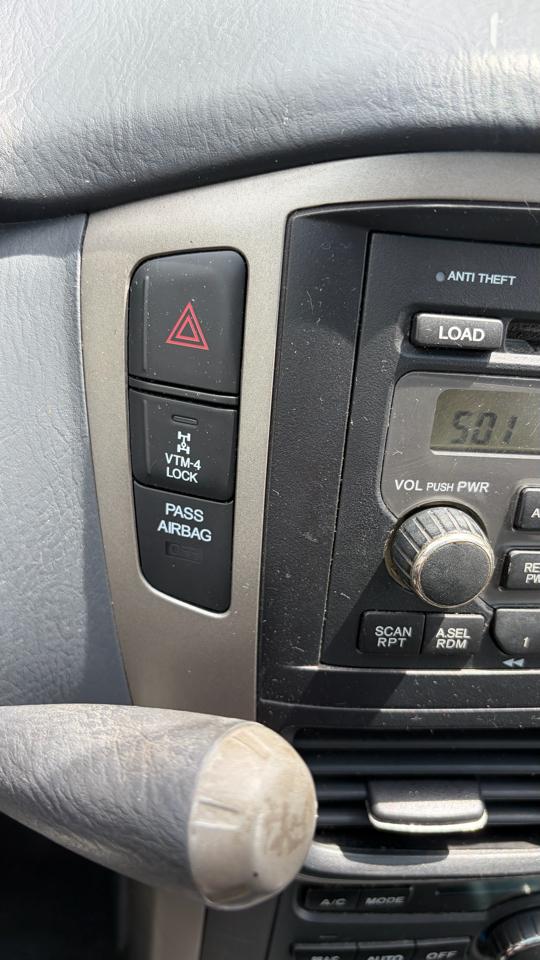 ANTI THEFT
LOAD
501
VTM-4
LOCK
VOL PUSH PWR
PASS
AIRBAG
SCAN
RPT
A.SEL
RDM
1
A/C
MODE
AUTO
OFF